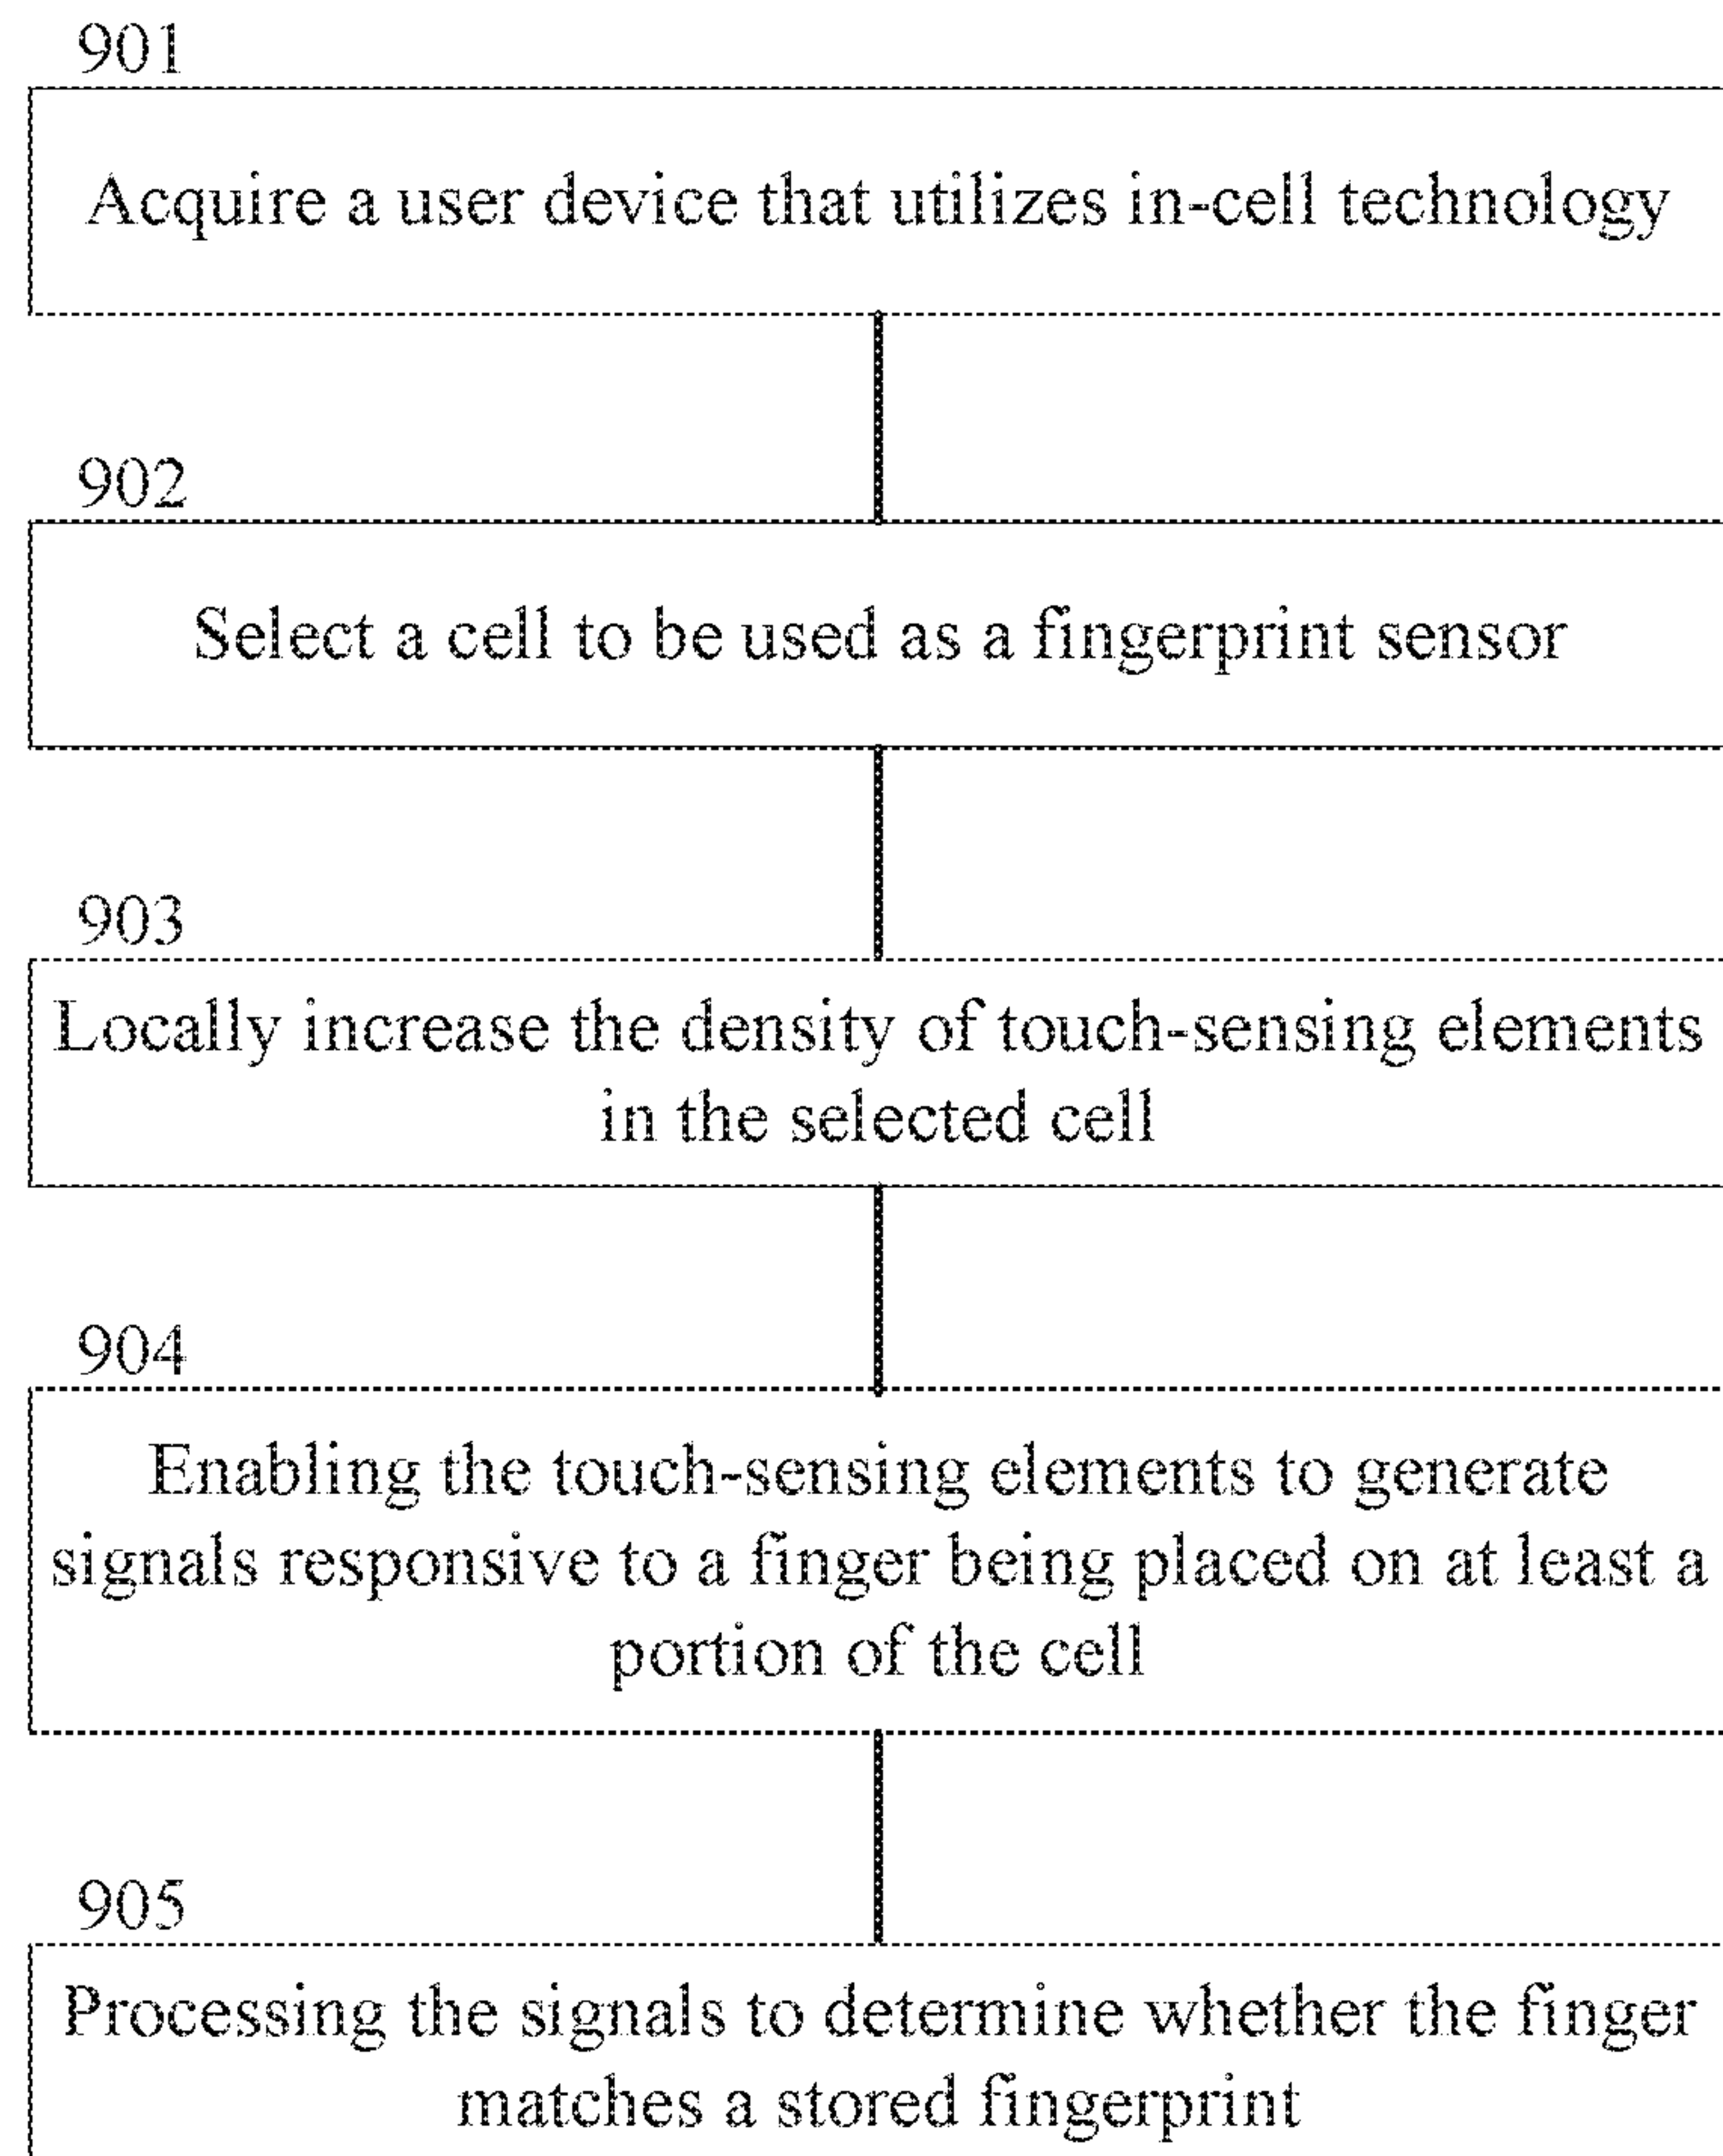 901
Acquire a user device that utilizes in-cell technology
902
Select a cell to be used as a fingerprint sensor
903
Locally increase the density of touch-sensing elements
in the selected cell
904
Enabling the touch-sensing elements to generate
signals responsive to a finger being placed on at least a
portion of the cell
905
Processing the signals to determine whether the finger
matches a stored fingerprint